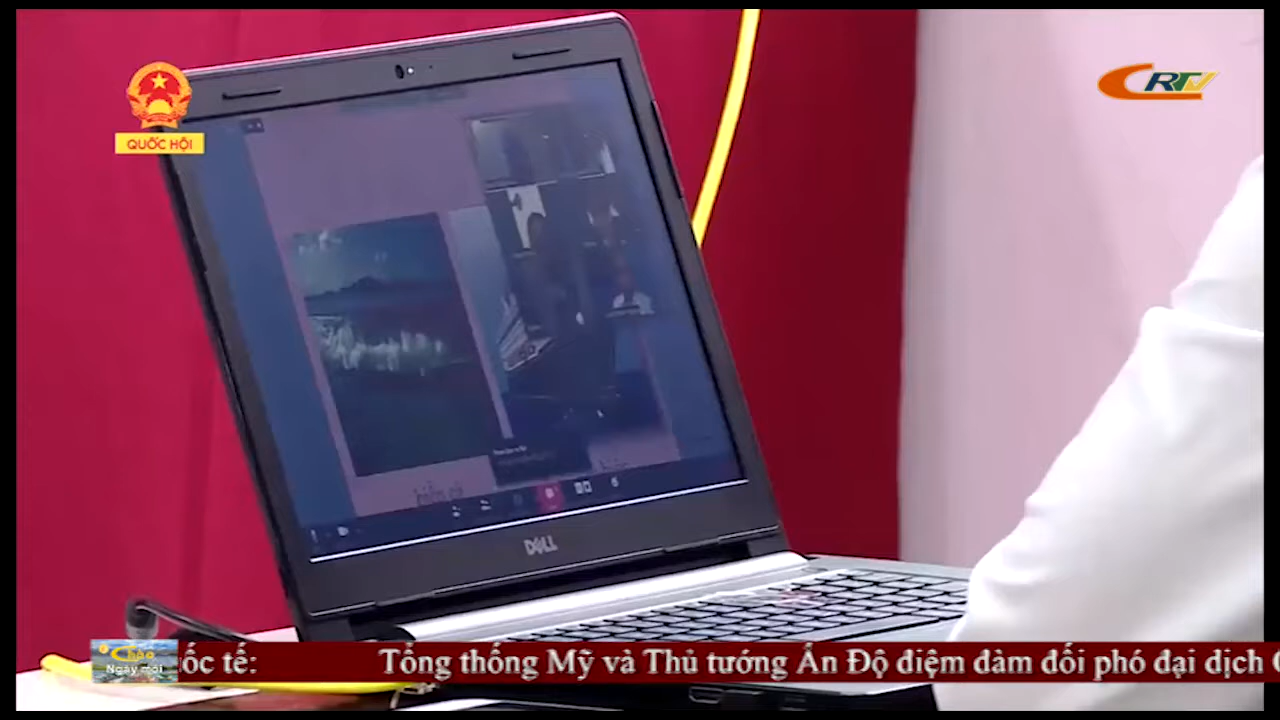 QUỐC HỘI
CRTV
DELL
Chào
Ngày mới
ốc tế: Tổng thống Mỹ và Thủ tướng Ấn Độ điệm đàm đối phó đại dịch